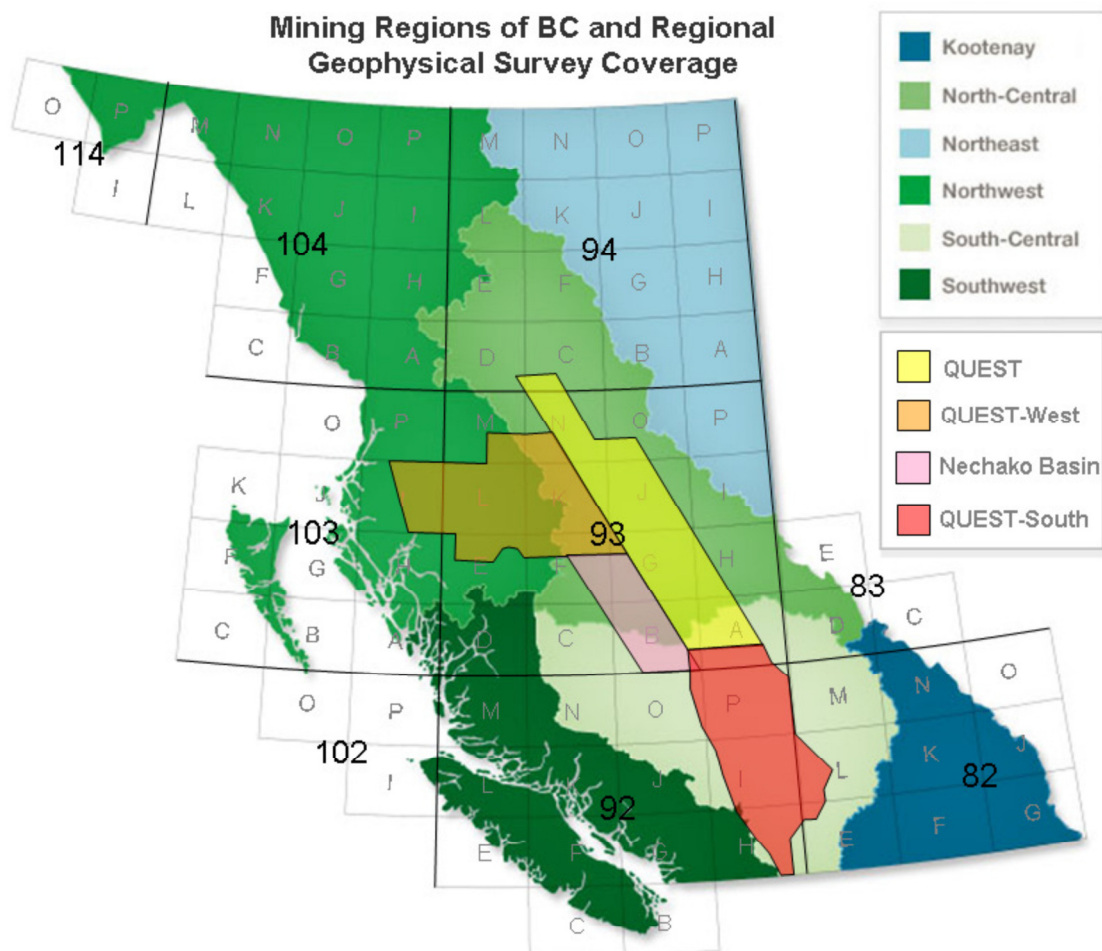 Mining Regions of BC and Regional
Geophysical Survey Coverage
Kootenay
North-Central
Northeast
Northwest
South-Central
Southwest
QUEST
QUEST-West
Nechako Basin
QUEST-South
O P M N O P M N O P
114
I L K J I L K J I
104 94
F G H E F G H
C B A D C B A
O P M N O P
K J L K J I
103 93
F G H E F G H E
83
C B A D C B A D C
O P M N O P M N O
102
I L J I L K J
92 82
E F G H E F G
C B